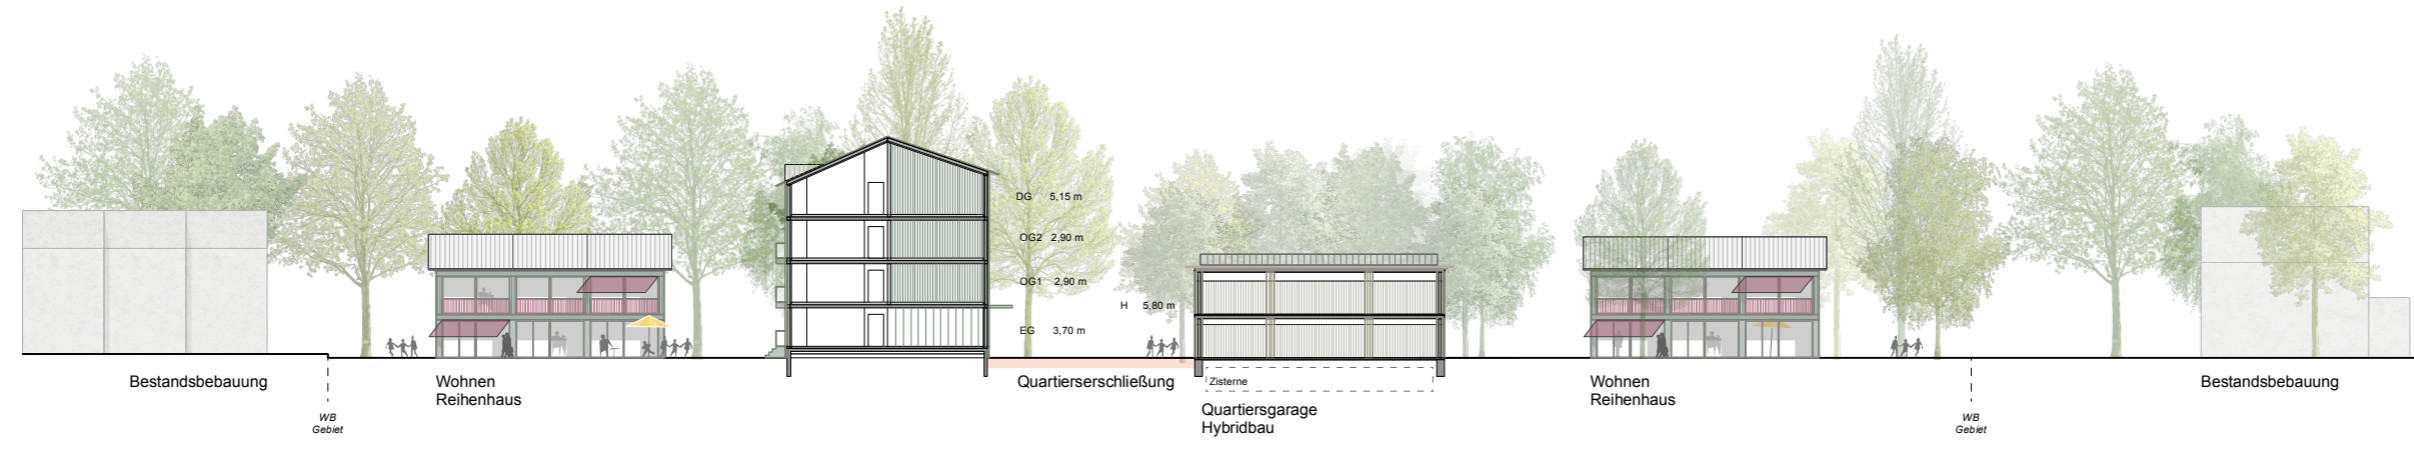 DG 5,15 m
OG2 2,90 m
OG1 2,90 m
H 5,80 m
EG 3,70 m
Bestandsbebauung
Wohnen
Reihenhaus
Quartierserschließung
Zisterne
Wohnen
Reihenhaus
Bestandsbebauung
WB
Gebiet
Quartiersgarage
Hybridbau
WB
Gebiet